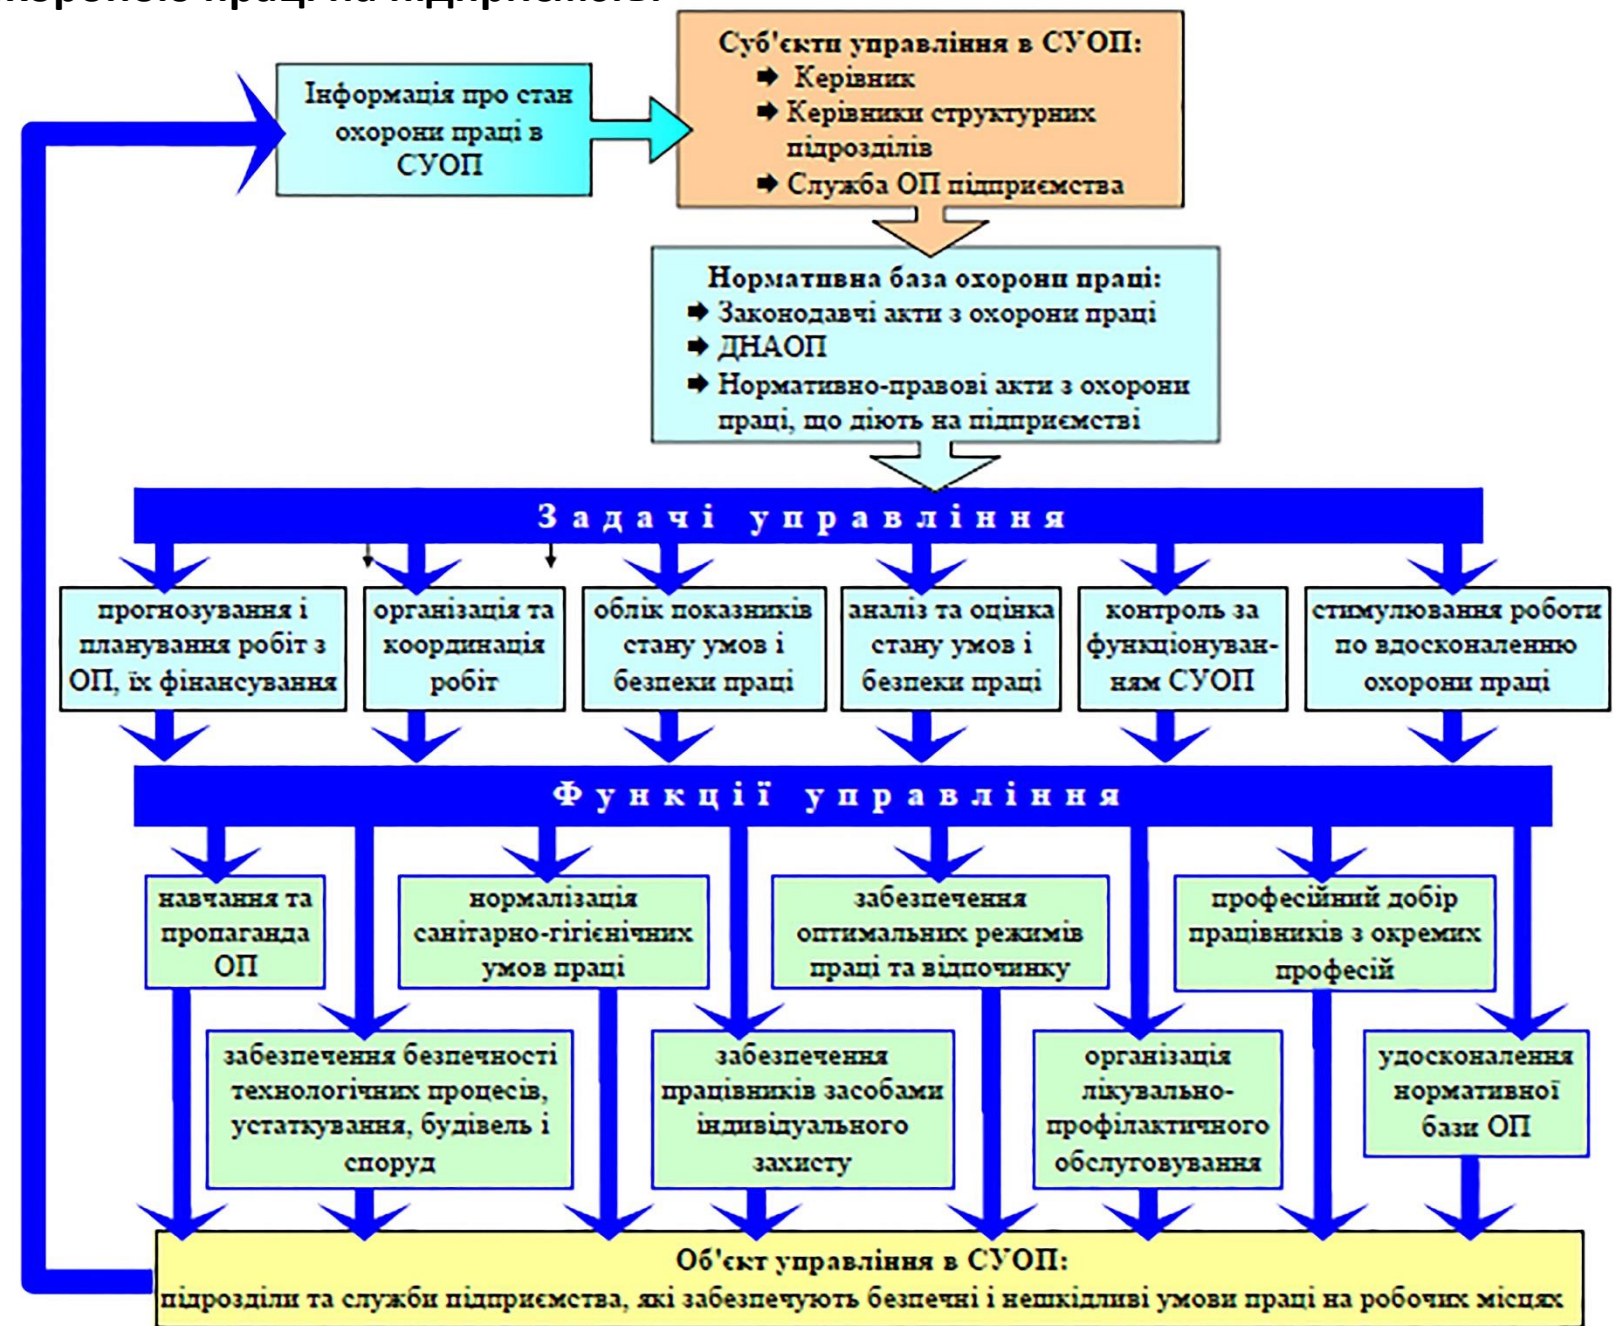 Суб'єкти управління в СУОП:
Керівник
Керівники структурних
підрозділів
Служба ОП підприємства
Інформація про стан
охорони праці в
СУОП
Нормативна база охорони праці:
Законодавчі акти з охорони праці
ДНАОП
Нормативно-правові акти з охорони
праці, що діють на підприємстві
Задачі управління
прогнозування і
планування робіт з
ОП, їх фінансування
організація та
координація
робіт
облік показників
стану умов і
безпеки праці
аналіз та оцінка
стану умов і
безпеки праці
контроль за
функціонуван-
ням СУОП
стимулювання роботи
по вдосконаленню
охорони праці
Функції управління
навчання та
пропаганда
ОП
нормалізація
санітарно-гігієнічних
умов праці
забезпечення
оптимальних режимів
праці та відпочинку
професійний добір
працівників з окремих
професій
забезпечення безпечності
технологічних процесів,
устаткування, будівель і
споруд
забезпечення
працівників засобами
індивідуального
захисту
організація
лікувально-
профілактичного
обслуговування
удосконалення
нормативної
бази ОП
Об'єкт управління в СУОП:
підрозділи та служби підприємства, які забезпечують безпечні і нешкідливі умови праці на робочих місцях